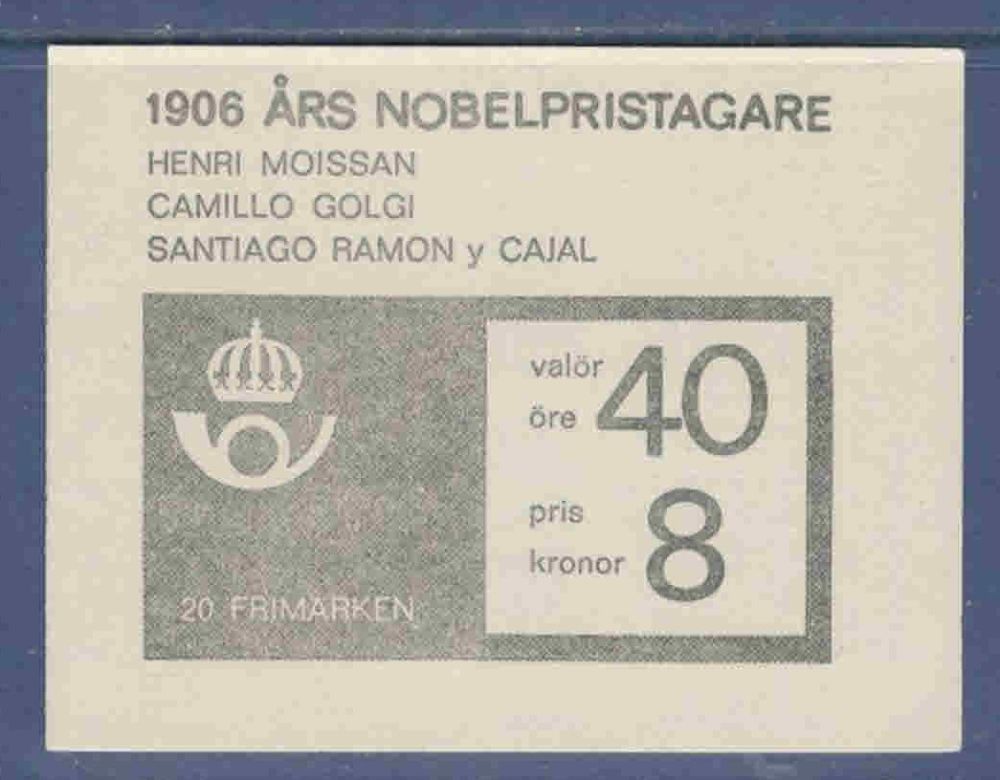 1906 ÅRS NOBELPRISTAGARE
HENRI MOISSAN
CAMILLO GOLGI
SANTIAGO RAMON y CAJAL
valör
öre 40
pris
kronor 8
20 FRIMÄRKEN